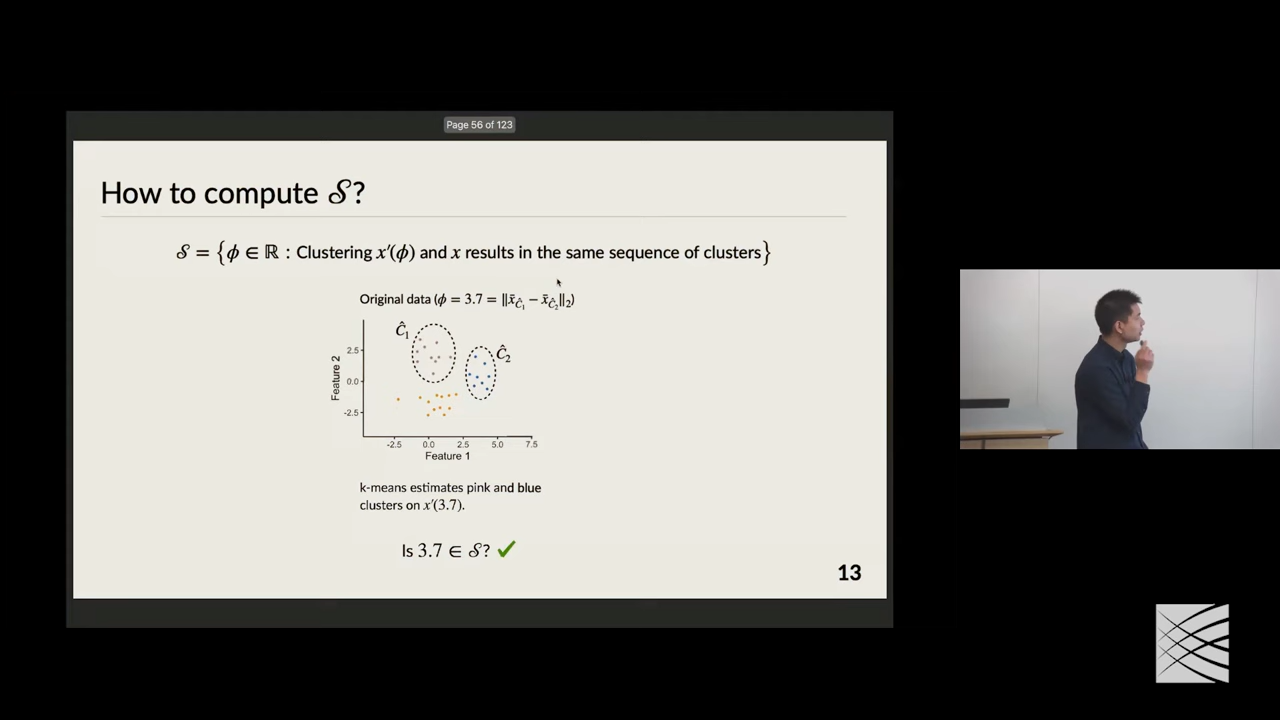 Page 56 of 123
How to compute 𝒮?
𝒮 = {ϕ ∈ ℝ : Clustering x′(ϕ) and x results in the same sequence of clusters}
Original data (ϕ = 3.7 = ||x̄_Ĉ₁ − x̄_Ĉ₂||₂)
Ĉ₁
Ĉ₂
Feature 2
2.5
0.0
-2.5
-2.5 0.0 2.5 5.0 7.5
Feature 1
k-means estimates pink and blue
clusters on x′(3.7).
Is 3.7 ∈ 𝒮? ✓
13